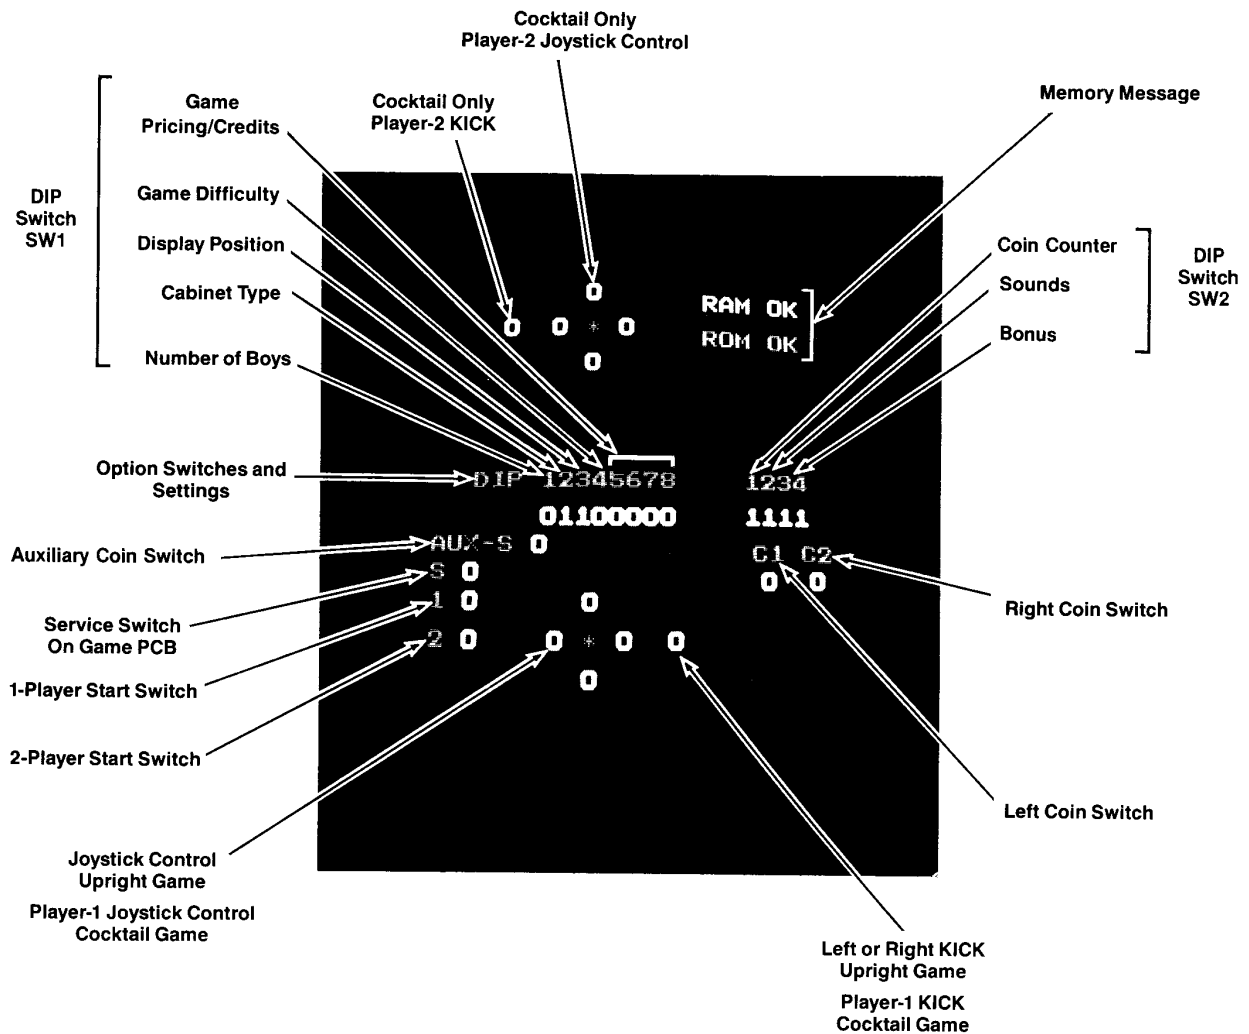 Cocktail Only
Player-2 Joystick Control
Game
Pricing/Credits
Cocktail Only
Player-2 KICK
Memory Message
DIP
Switch
SW1
Game Difficulty
Display Position
Cabinet Type
Number of Boys
Coin Counter
Sounds
Bonus
DIP
Switch
SW2
0
0 0 * 0
0
RAM OK
ROM OK
Option Switches and
Settings
DIP 12345678 1234
01100000 1111
Auxiliary Coin Switch
AUX-S 0
C1 C2
0 0
S 0
1 0
2 0
0
0 * 0 0
0
Service Switch
On Game PCB
1-Player Start Switch
2-Player Start Switch
Right Coin Switch
Left Coin Switch
Joystick Control
Upright Game
Player-1 Joystick Control
Cocktail Game
Left or Right KICK
Upright Game
Player-1 KICK
Cocktail Game